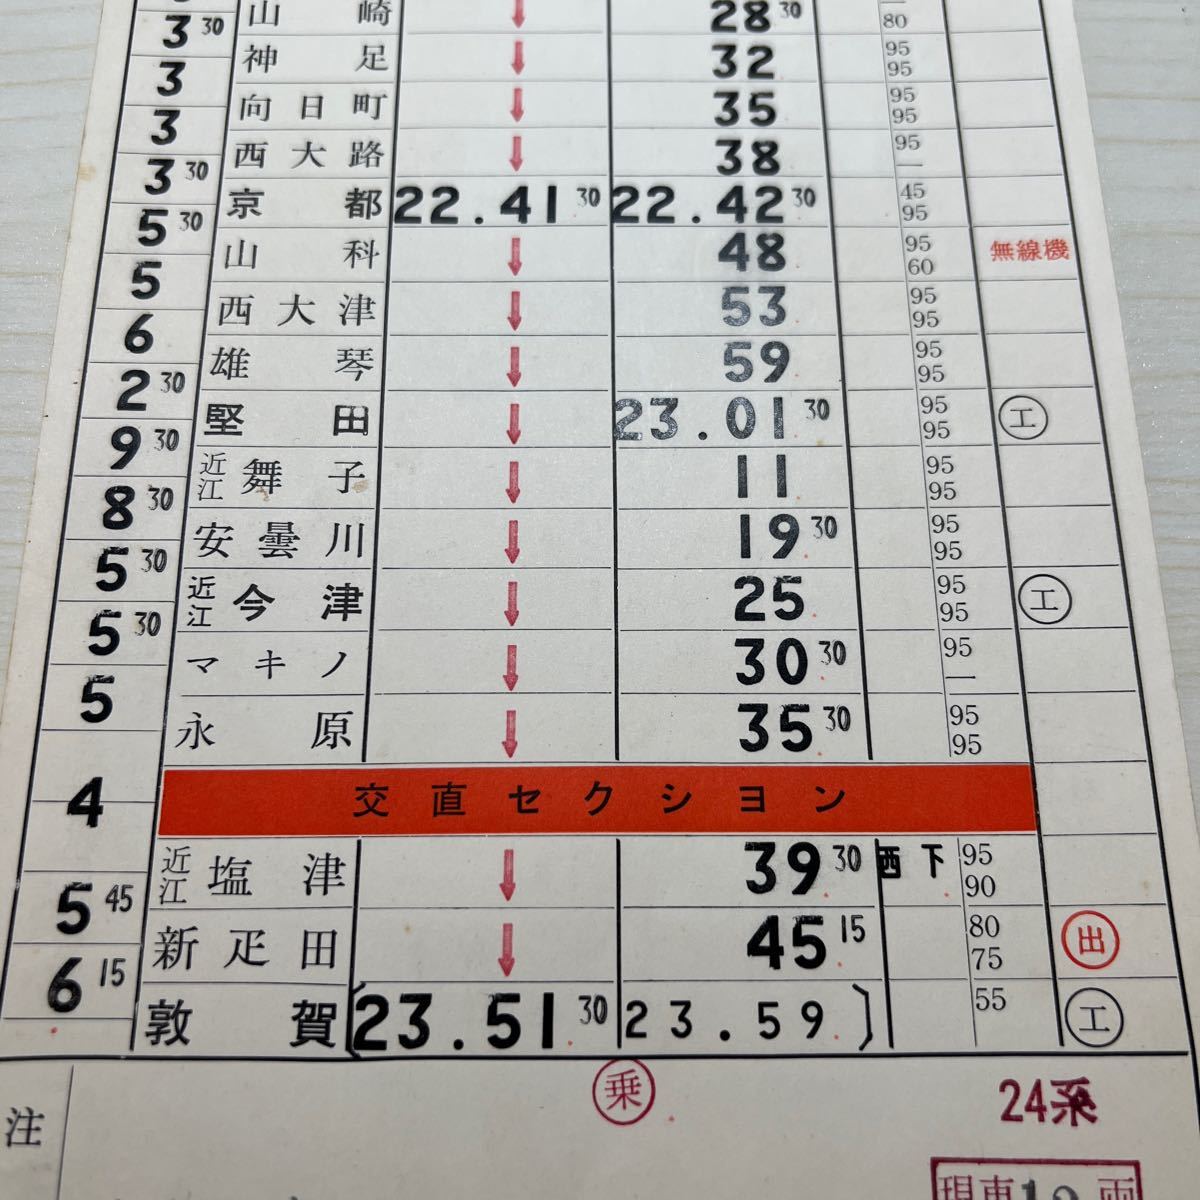 3 30 山崎 ↓ 28 30 — 80
3 神足 ↓ 32 95 95
3 向日町 ↓ 35 95 95
3 30 西大路 ↓ 38 95 —
5 30 京都 22.41 30 22.42 30 45 95
5 山科 ↓ 48 95 60 無線機
6 西大津 ↓ 53 95 95
2 30 雄琴 ↓ 59 95 95
9 30 堅田 ↓ 23.01 30 95 95 工
8 30 近江舞子 ↓ 11 95 95
5 30 安曇川 ↓ 19 30 95 95
5 30 近江今津 ↓ 25 95 95 工
5 マキノ ↓ 30 30 95 —
4 永原 ↓ 35 30 95 95
交直セクシヨン
5 45 近江塩津 ↓ 39 30 西下 95 90
6 15 新疋田 ↓ 45 15 80 75 出
敦賀 (23.51 30 23.59.) 55 工
注 乗 24系
現車12両